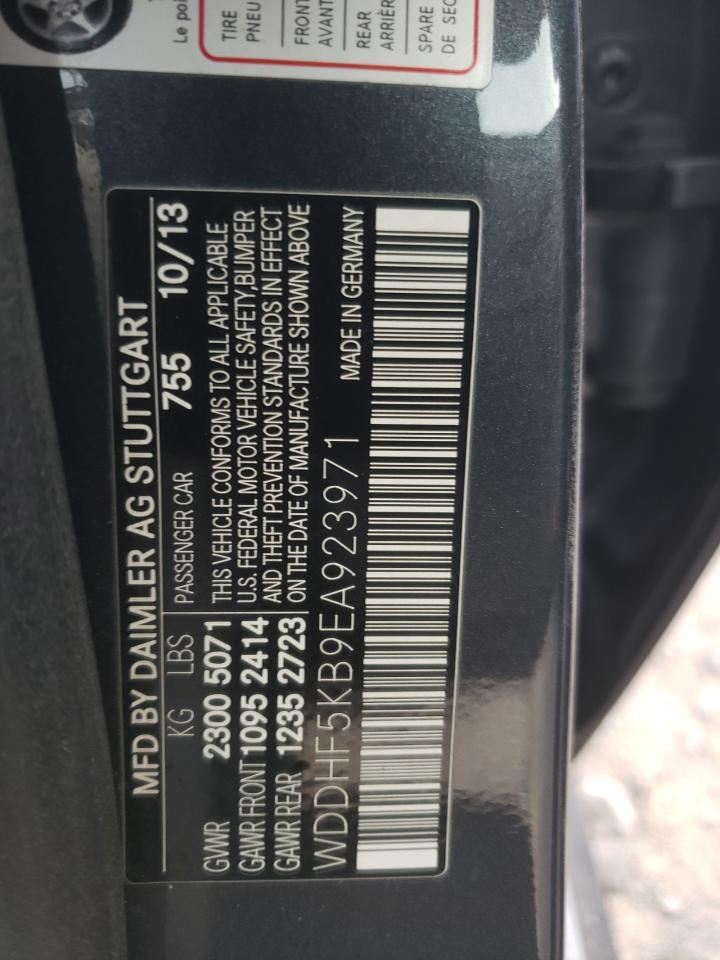 Le poi
TIRE
PNEU
FRONT
AVANT
REAR
ARRIÈR
SPARE
DE SEC
MFD BY DAIMLER AG STUTTGART
KG LBS PASSENGER CAR 755 10/13
GVWR 2300 5071 THIS VEHICLE CONFORMS TO ALL APPLICABLE
GAWR FRONT 1095 2414 U.S. FEDERAL MOTOR VEHICLE SAFETY, BUMPER
GAWR REAR 1235 2723 AND THEFT PREVENTION STANDARDS IN EFFECT
ON THE DATE OF MANUFACTURE SHOWN ABOVE
WDDHF5KB9EA923971 MADE IN GERMANY